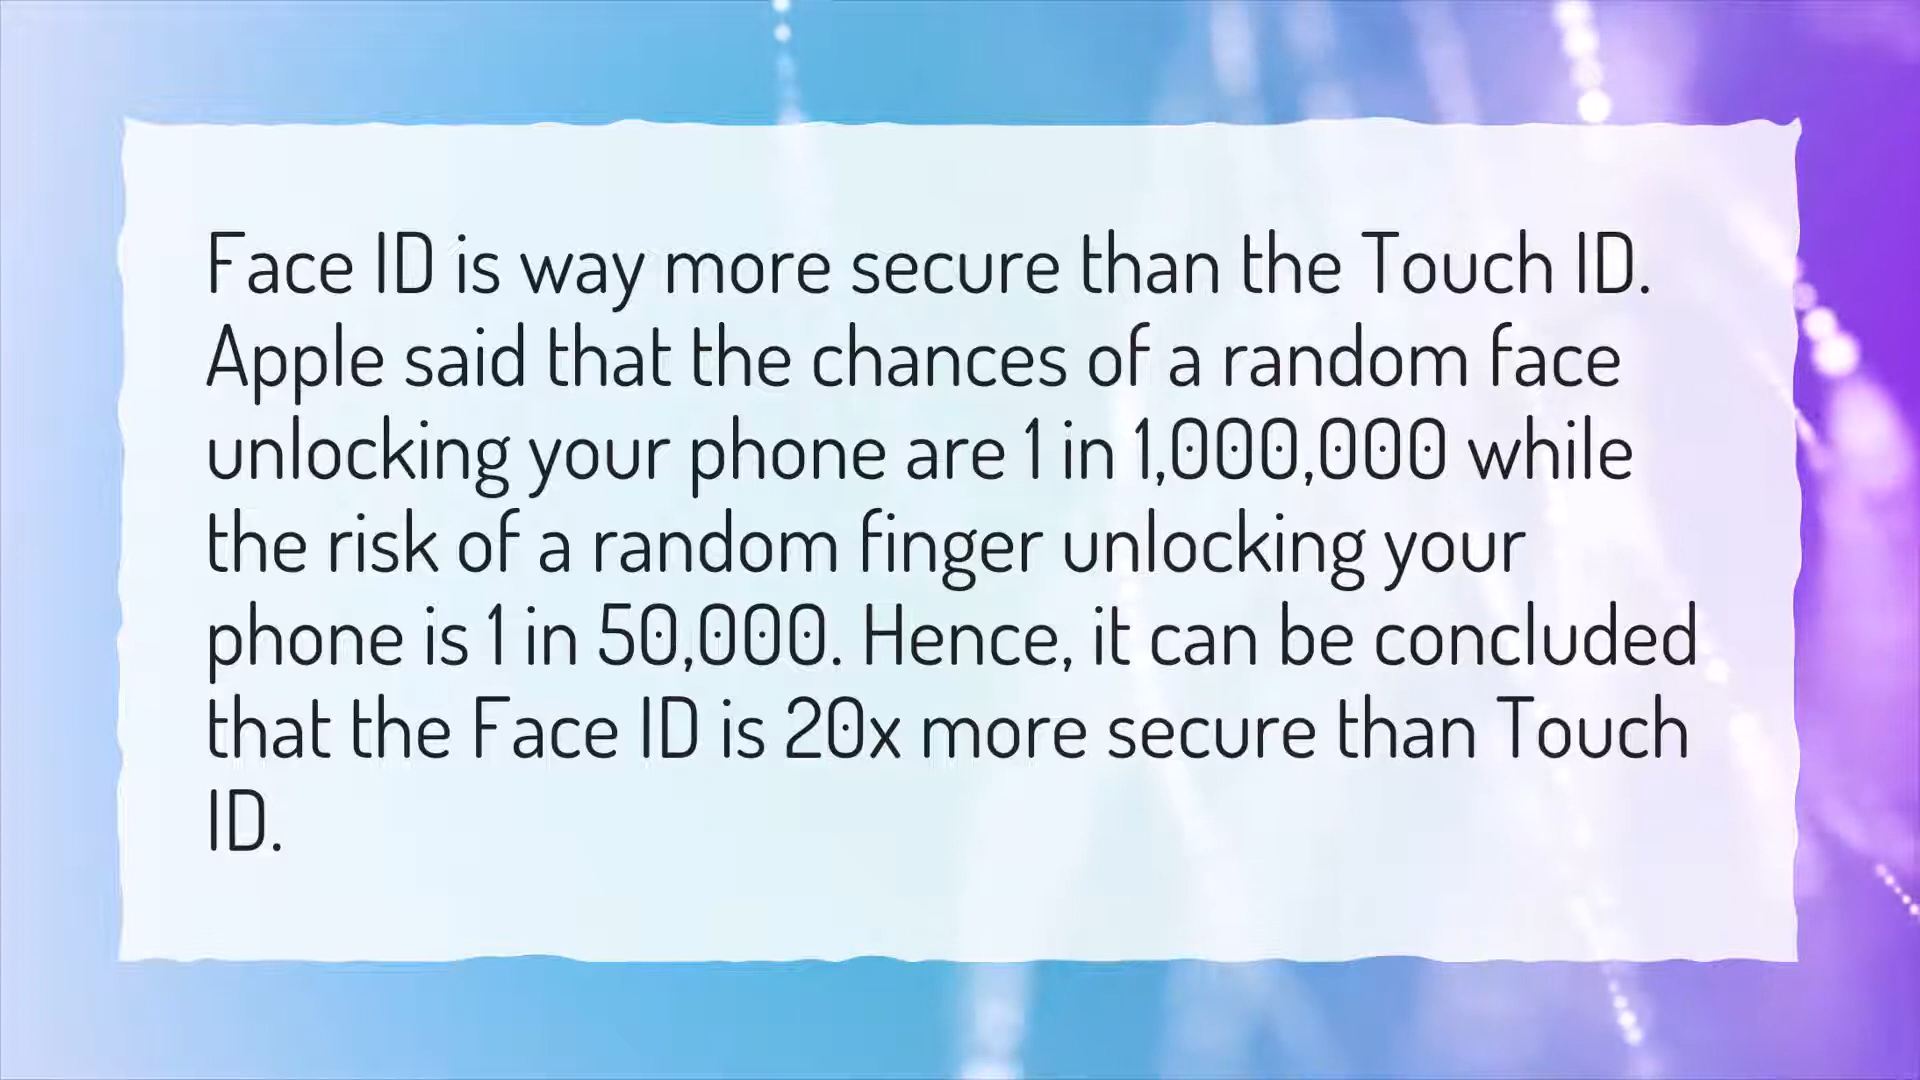 Face ID is way more secure than the Touch ID.
Apple said that the chances of a random face
unlocking your phone are 1 in 1,000,000 while
the risk of a random finger unlocking your
phone is 1 in 50,000. Hence, it can be concluded
that the Face ID is 20x more secure than Touch
ID.